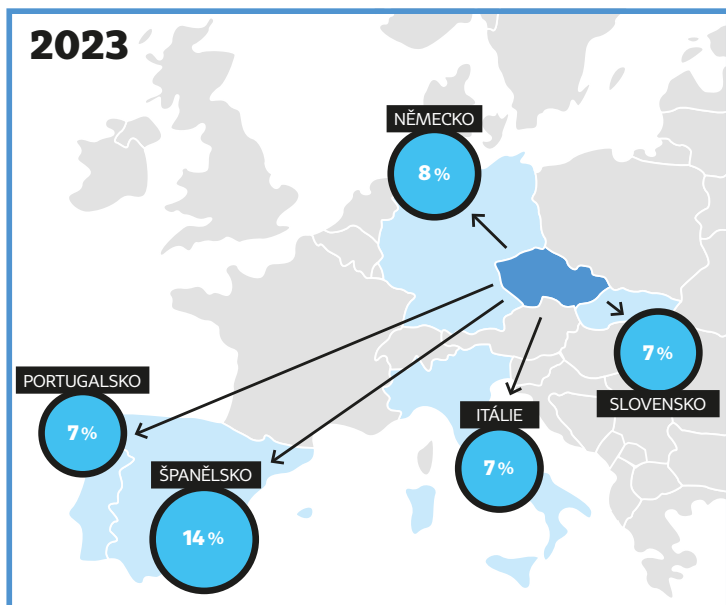 2023
NĚMECKO
8 %
7 %
SLOVENSKO
PORTUGALSKO
7 %
ITÁLIE
7 %
ŠPANĚLSKO
14 %